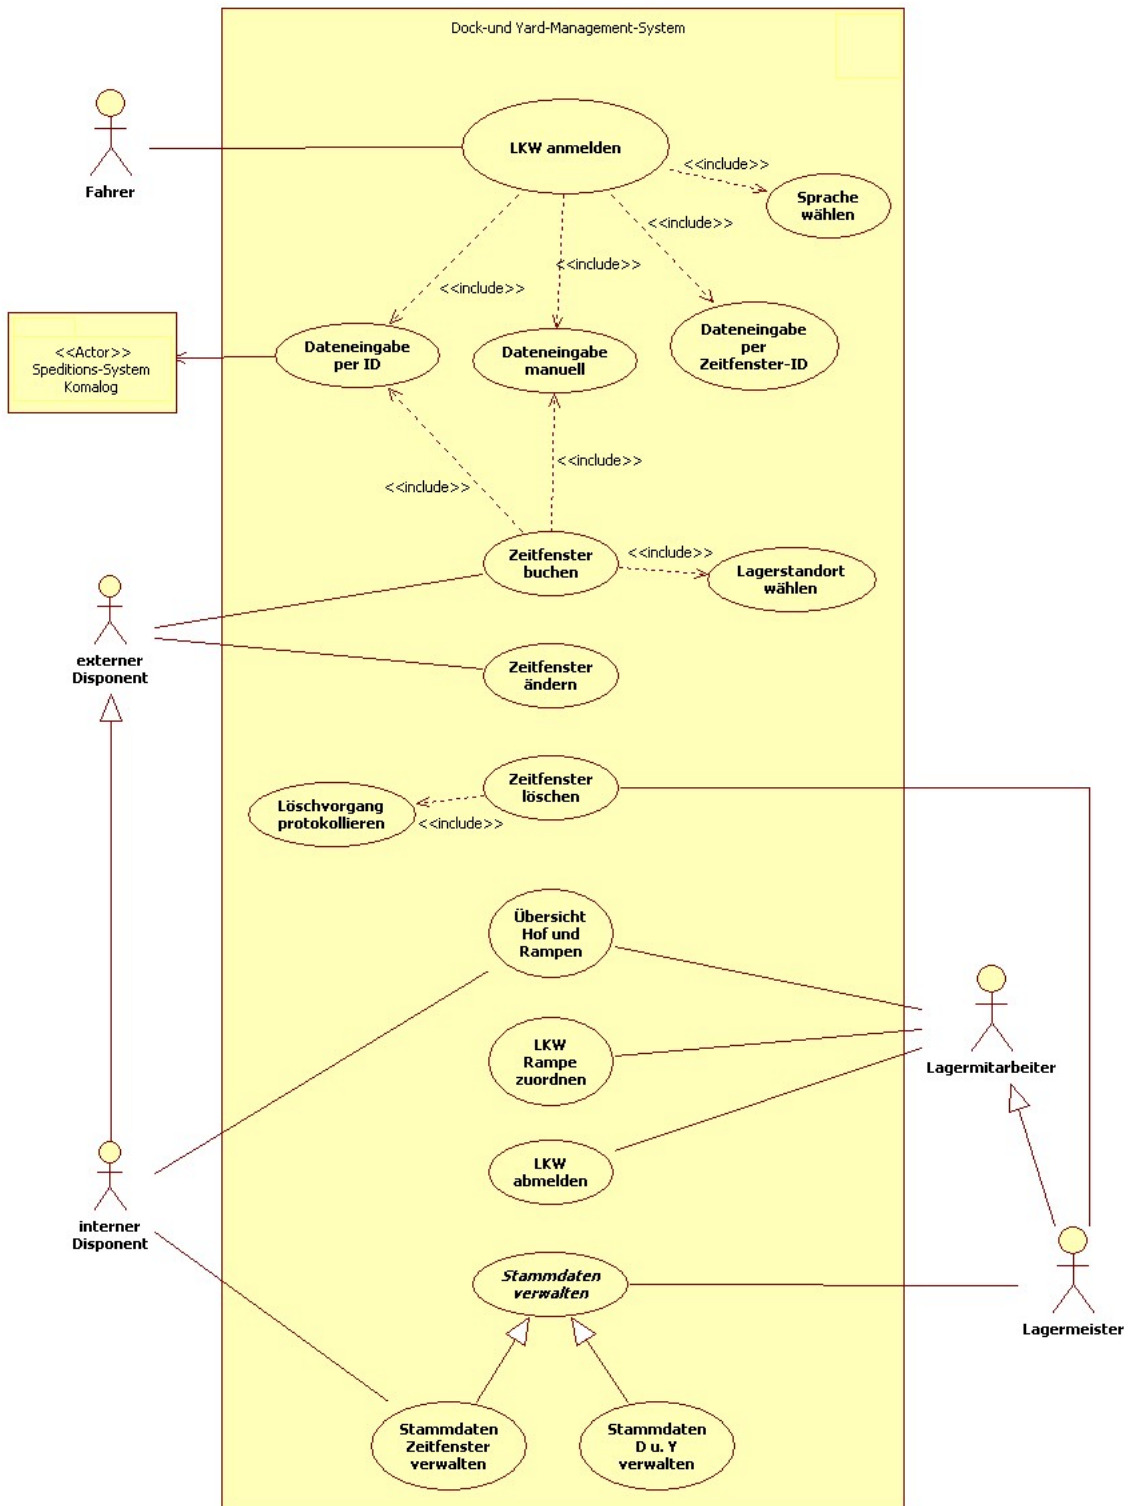 Dock-und Yard-Management-System
LKW anmelden
Fahrer
<<include>>
Sprache
wählen
<<include>>
<<include>>
<<include>>
<<Actor>>
Speditions-System
Komalog
Dateneingabe
per ID
Dateneingabe
manuell
Dateneingabe
per
Zeitfenster-ID
<<include>>
<<include>>
Zeitfenster
buchen
<<include>>
Lagerstandort
wählen
externer
Disponent
Zeitfenster
ändern
Zeitfenster
löschen
Löschvorgang
protokollieren
<<include>>
Übersicht
Hof und
Rampen
LKW
Rampe
zuordnen
Lagermitarbeiter
LKW
abmelden
interner
Disponent
Stammdaten
verwalten
Lagermeister
Stammdaten
Zeitfenster
verwalten
Stammdaten
D u. Y
verwalten